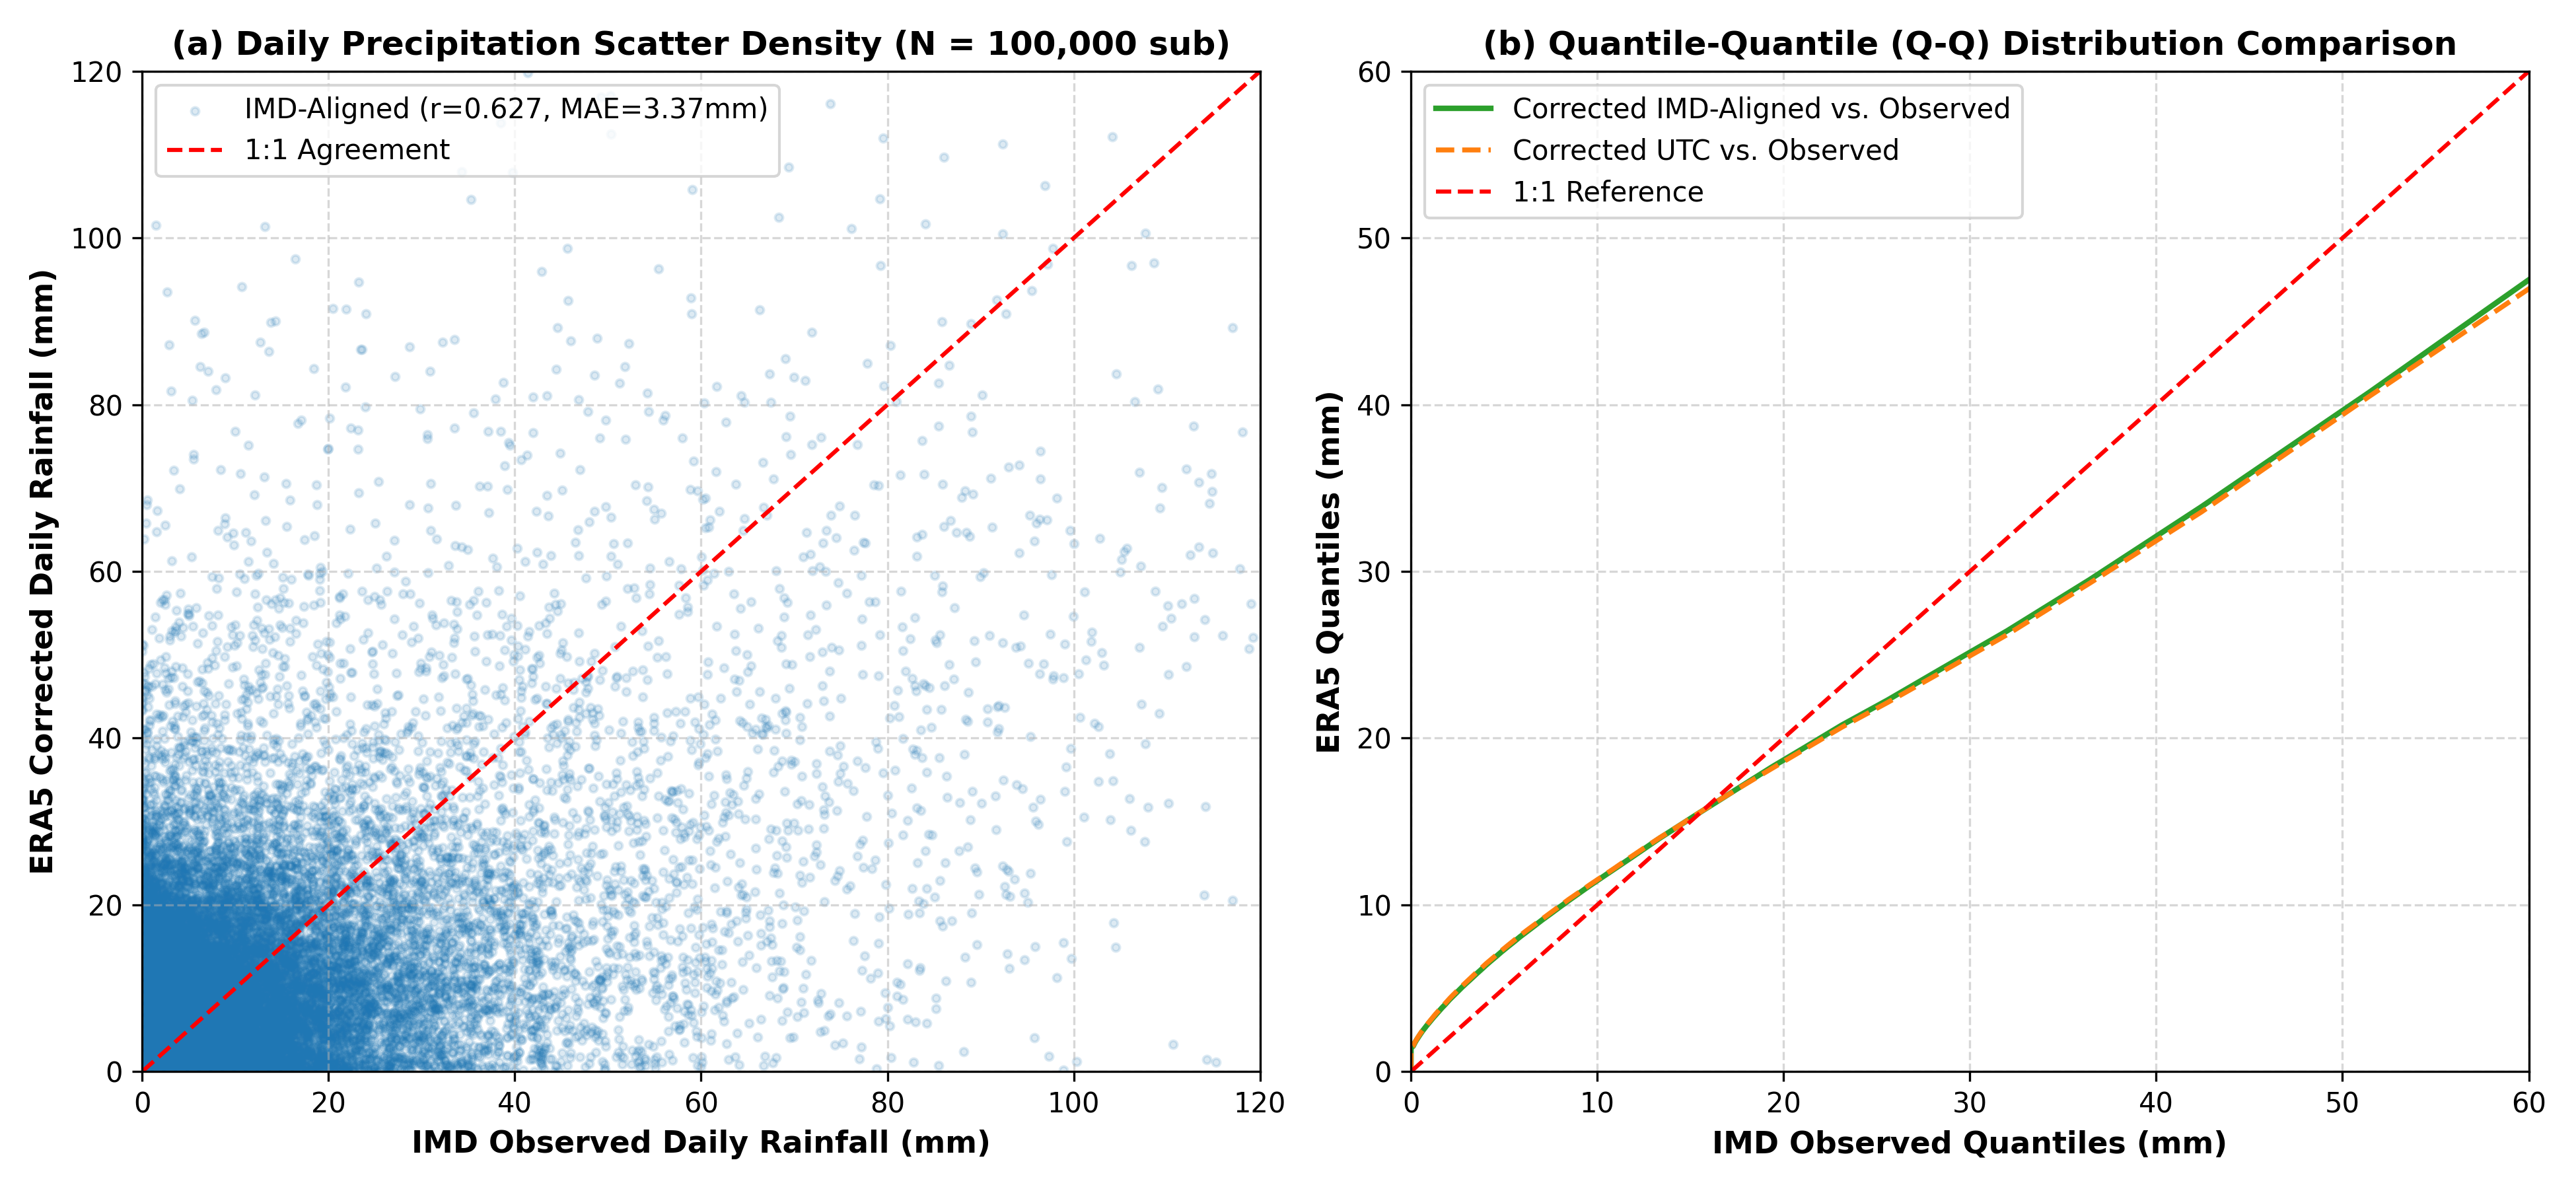 (a) Daily Precipitation Scatter Density (N = 100,000 sub)
IMD-Aligned (r=0.627, MAE=3.37mm)
1:1 Agreement
ERA5 Corrected Daily Rainfall (mm)
120
100
80
60
40
20
0
0 20 40 60 80 100 120
IMD Observed Daily Rainfall (mm)
(b) Quantile-Quantile (Q-Q) Distribution Comparison
Corrected IMD-Aligned vs. Observed
Corrected UTC vs. Observed
1:1 Reference
ERA5 Quantiles (mm)
60
50
40
30
20
10
0
0 10 20 30 40 50 60
IMD Observed Quantiles (mm)